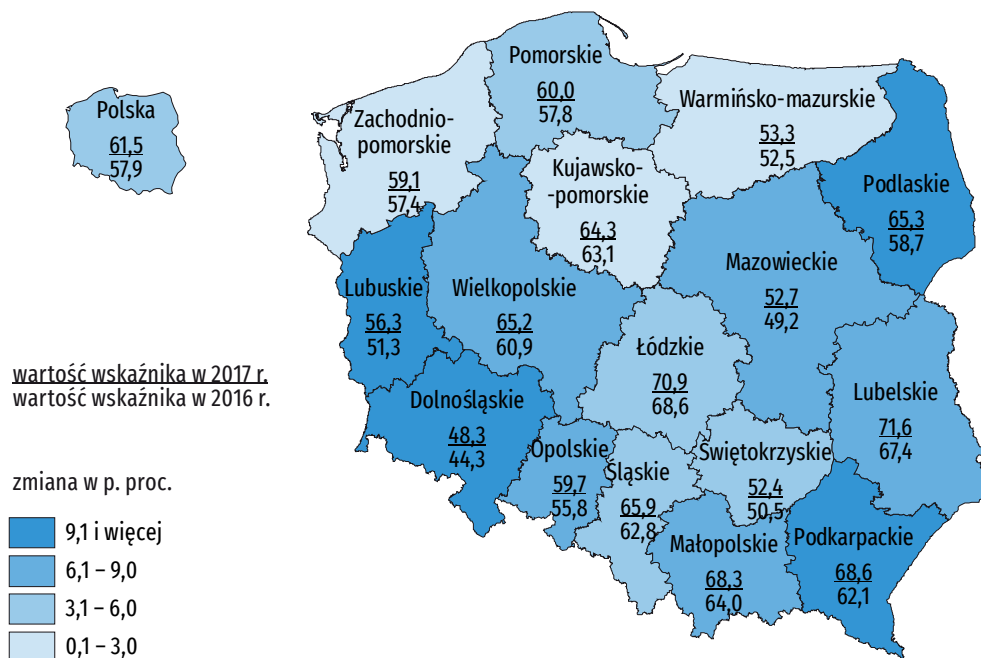 Polska
61,5
57,9
Pomorskie
60,0
57,8
Warmińsko-mazurskie
53,3
52,5
Zachodnio-
pomorskie
59,1
57,4
Kujawsko-
-pomorskie
64,3
63,1
Podlaskie
65,3
58,7
Lubuskie
56,3
51,3
Wielkopolskie
65,2
60,9
Mazowieckie
52,7
49,2
Łódzkie
70,9
68,6
Lubelskie
71,6
67,4
Dolnośląskie
48,3
44,3
Opolskie
59,7
55,8
Śląskie
65,9
62,8
Świętokrzyskie
52,4
50,5
Małopolskie
68,3
64,0
Podkarpackie
68,6
62,1
wartość wskaźnika w 2017 r.
wartość wskaźnika w 2016 r.
zmiana w p. proc.
9,1 i więcej
6,1 – 9,0
3,1 – 6,0
0,1 – 3,0